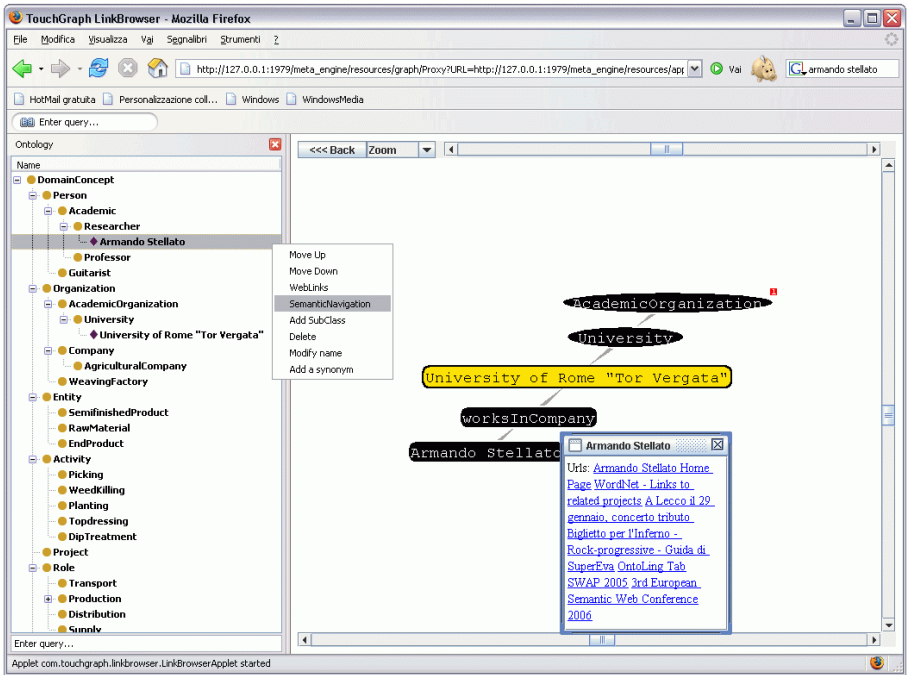 TouchGraph LinkBrowser - Mozilla Firefox
File Modifica Visualizza Vai Segnalibri Strumenti ?
http://127.0.0.1:1979/meta_engine/resources/graph/Proxy?URL=http://127.0.0.1:1979/meta_engine/resources/app Vai G armando stellato
HotMail gratuita Personalizzazione coll... Windows WindowsMedia
Enter query...
Ontology
<<< Back Zoom
Name
DomainConcept
Person
Academic
Researcher
Armando Stellato
Professor
Guitarist
Organization
AcademicOrganization
University
University of Rome "Tor Vergata"
Company
AgriculturalCompany
WeavingFactory
Entity
SemifinishedProduct
RawMaterial
EndProduct
Activity
Picking
WeedKilling
Planting
Topdressing
DipTreatment
Project
Role
Transport
Production
Distribution
Supply
Enter query...
Move Up
Move Down
WebLinks
SemanticNavigation
Add SubClass
Delete
Modify name
Add a synonym
1
AcademicOrganization
University
University of Rome "Tor Vergata"
worksInCompany
Armando Stellato
Armando Stellato
Urls: Armando Stellato Home
Page WordNet - Links to
related projects A Lecco il 29
gennaio, concerto tributo
Biglietto per l'Inferno -
Rock-progressive - Guida di
SuperEva OntoLing Tab
SWAP 2005 3rd European
Semantic Web Conference
2006
Applet com.touchgraph.linkbrowser.LinkBrowserApplet started